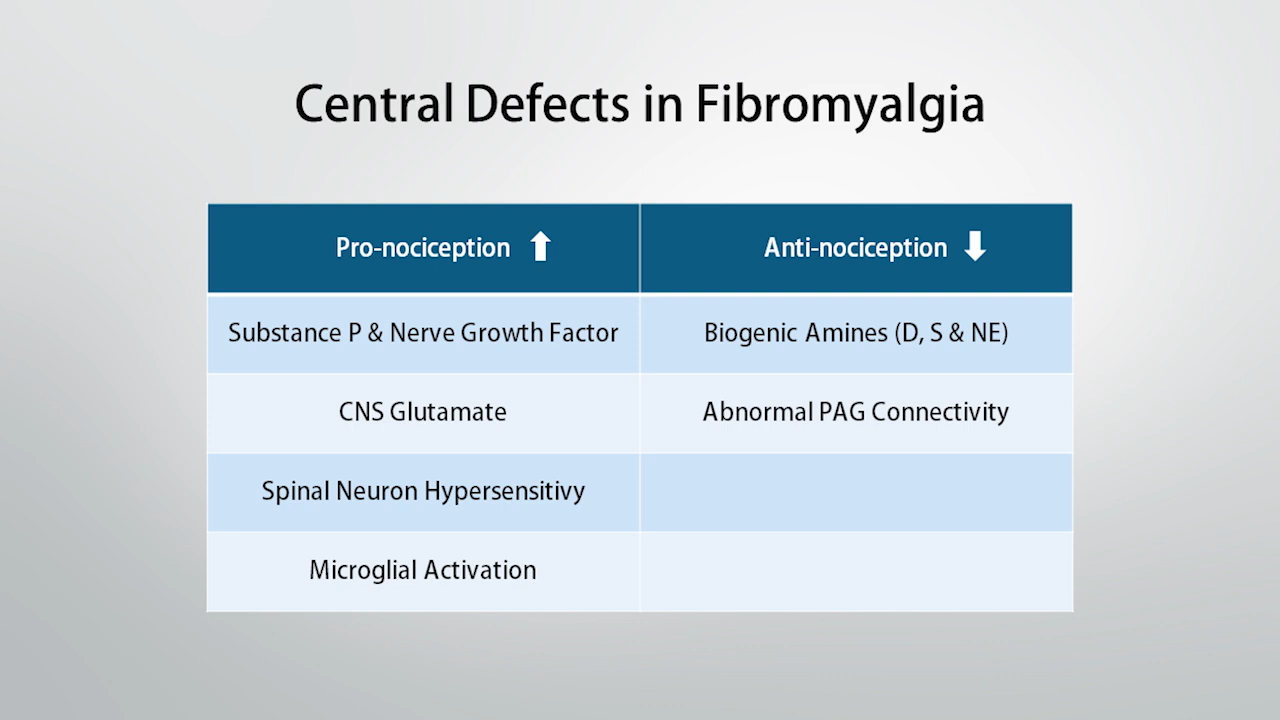 Central Defects in Fibromyalgia
Pro-nociception ⬆ Anti-nociception ⬇
Substance P & Nerve Growth Factor Biogenic Amines (D, S & NE)
CNS Glutamate Abnormal PAG Connectivity
Spinal Neuron Hypersensitivy
Microglial Activation